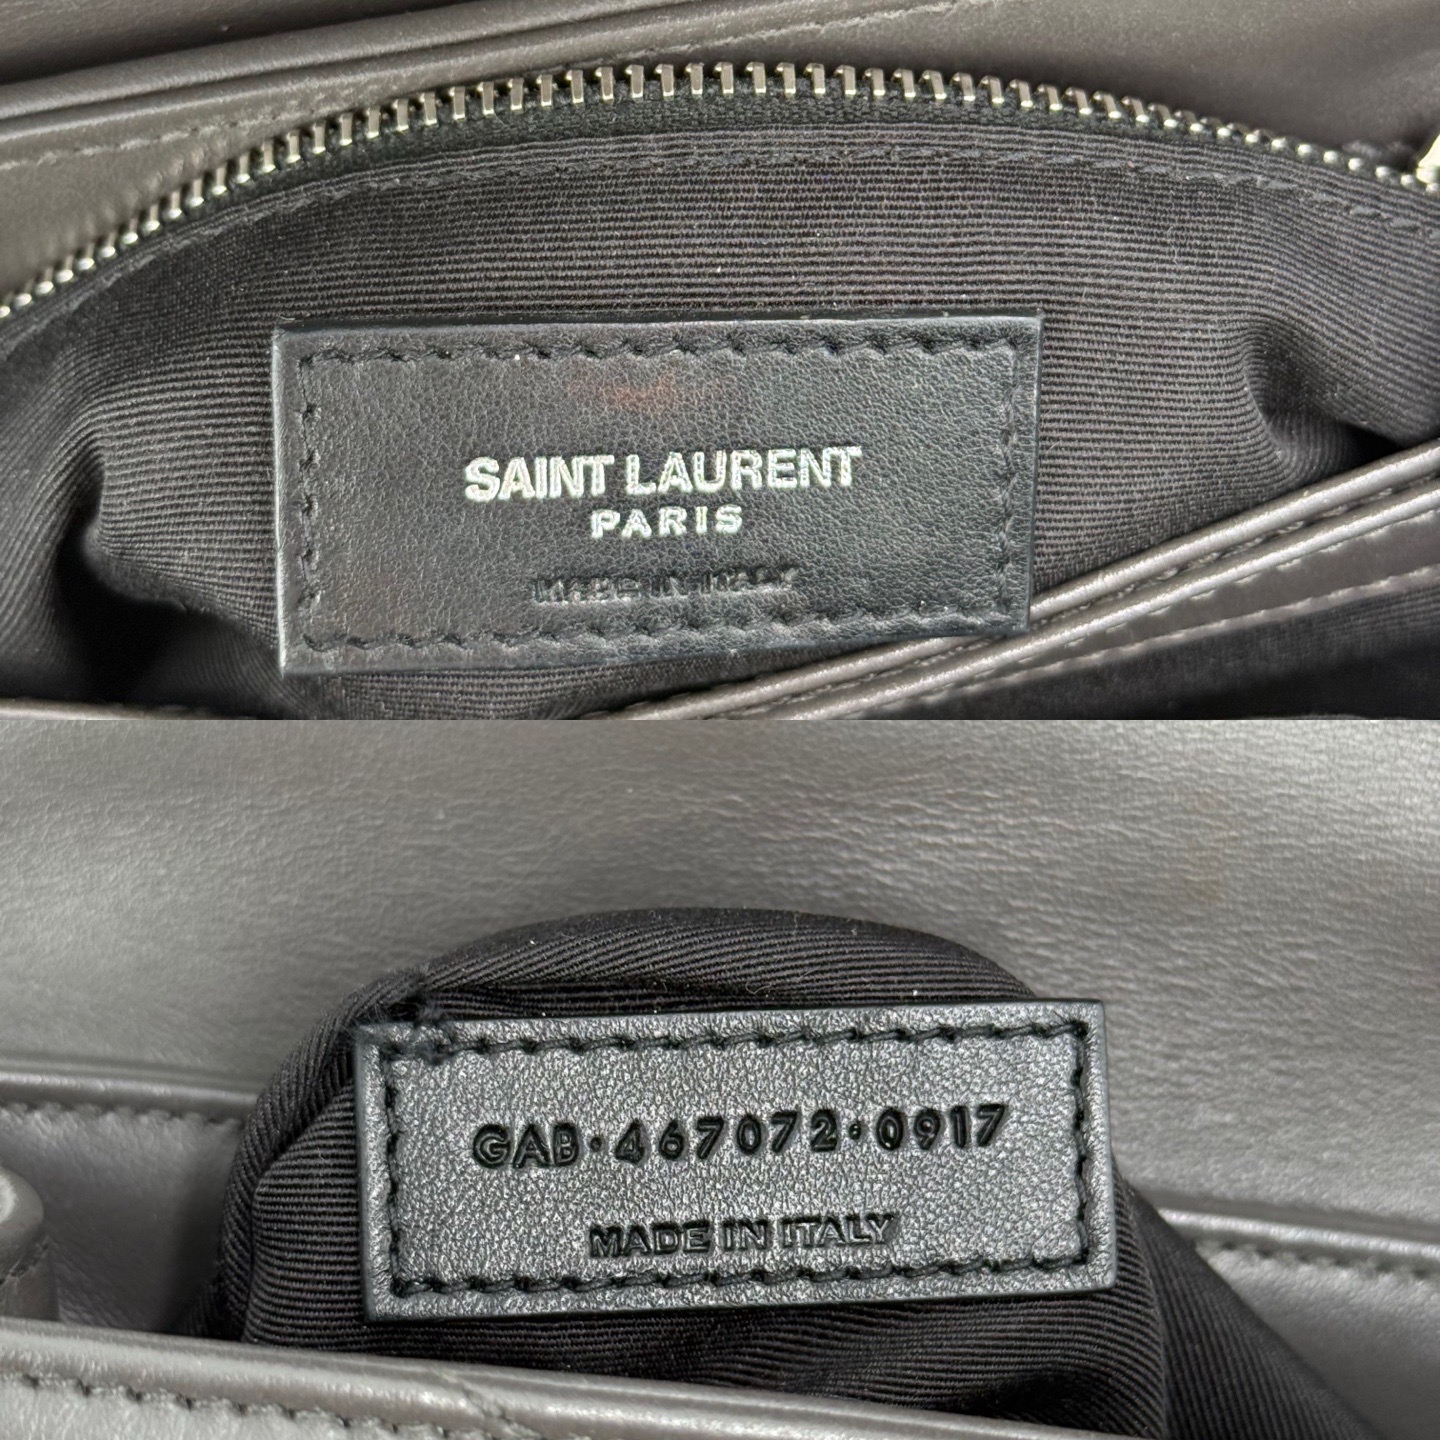 SAINT LAURENT
PARIS
MADE IN ITALY
GAB·467072·0917
MADE IN ITALY